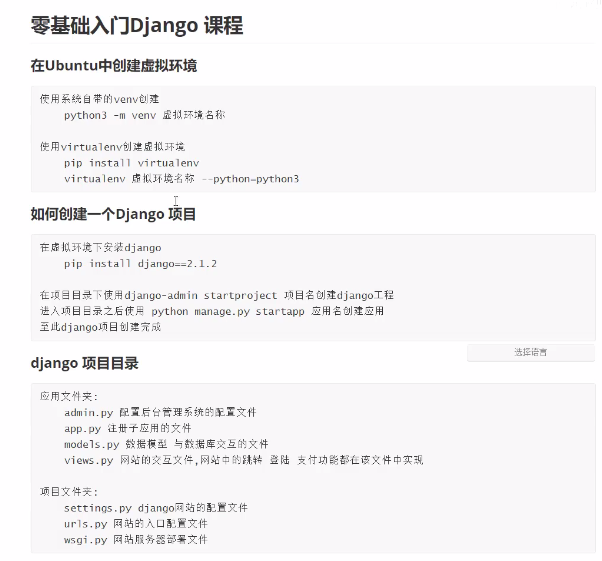 零基础入门Django 课程
在Ubuntu中创建虚拟环境
使用系统自带的venv创建
python3 -m venv 虚拟环境名称
使用virtualenv创建虚拟环境
pip install virtualenv
virtualenv 虚拟环境名称 --python=python3
如何创建一个Django 项目
在虚拟环境下安装django
pip install django==2.1.2
在项目目录下使用django-admin startproject 项目名创建django工程
进入项目目录之后使用 python manage.py startapp 应用名创建应用
至此django项目创建完成
选择语言
django 项目目录
应用文件夹:
admin.py 配置后台管理系统的配置文件
app.py 注册子应用的文件
models.py 数据模型 与数据库交互的文件
views.py 网站的交互文件,网站中的跳转 登陆 支付功能都在该文件中实现
项目文件夹:
settings.py django网站的配置文件
urls.py 网站的入口配置文件
wsgi.py 网站服务器部署文件